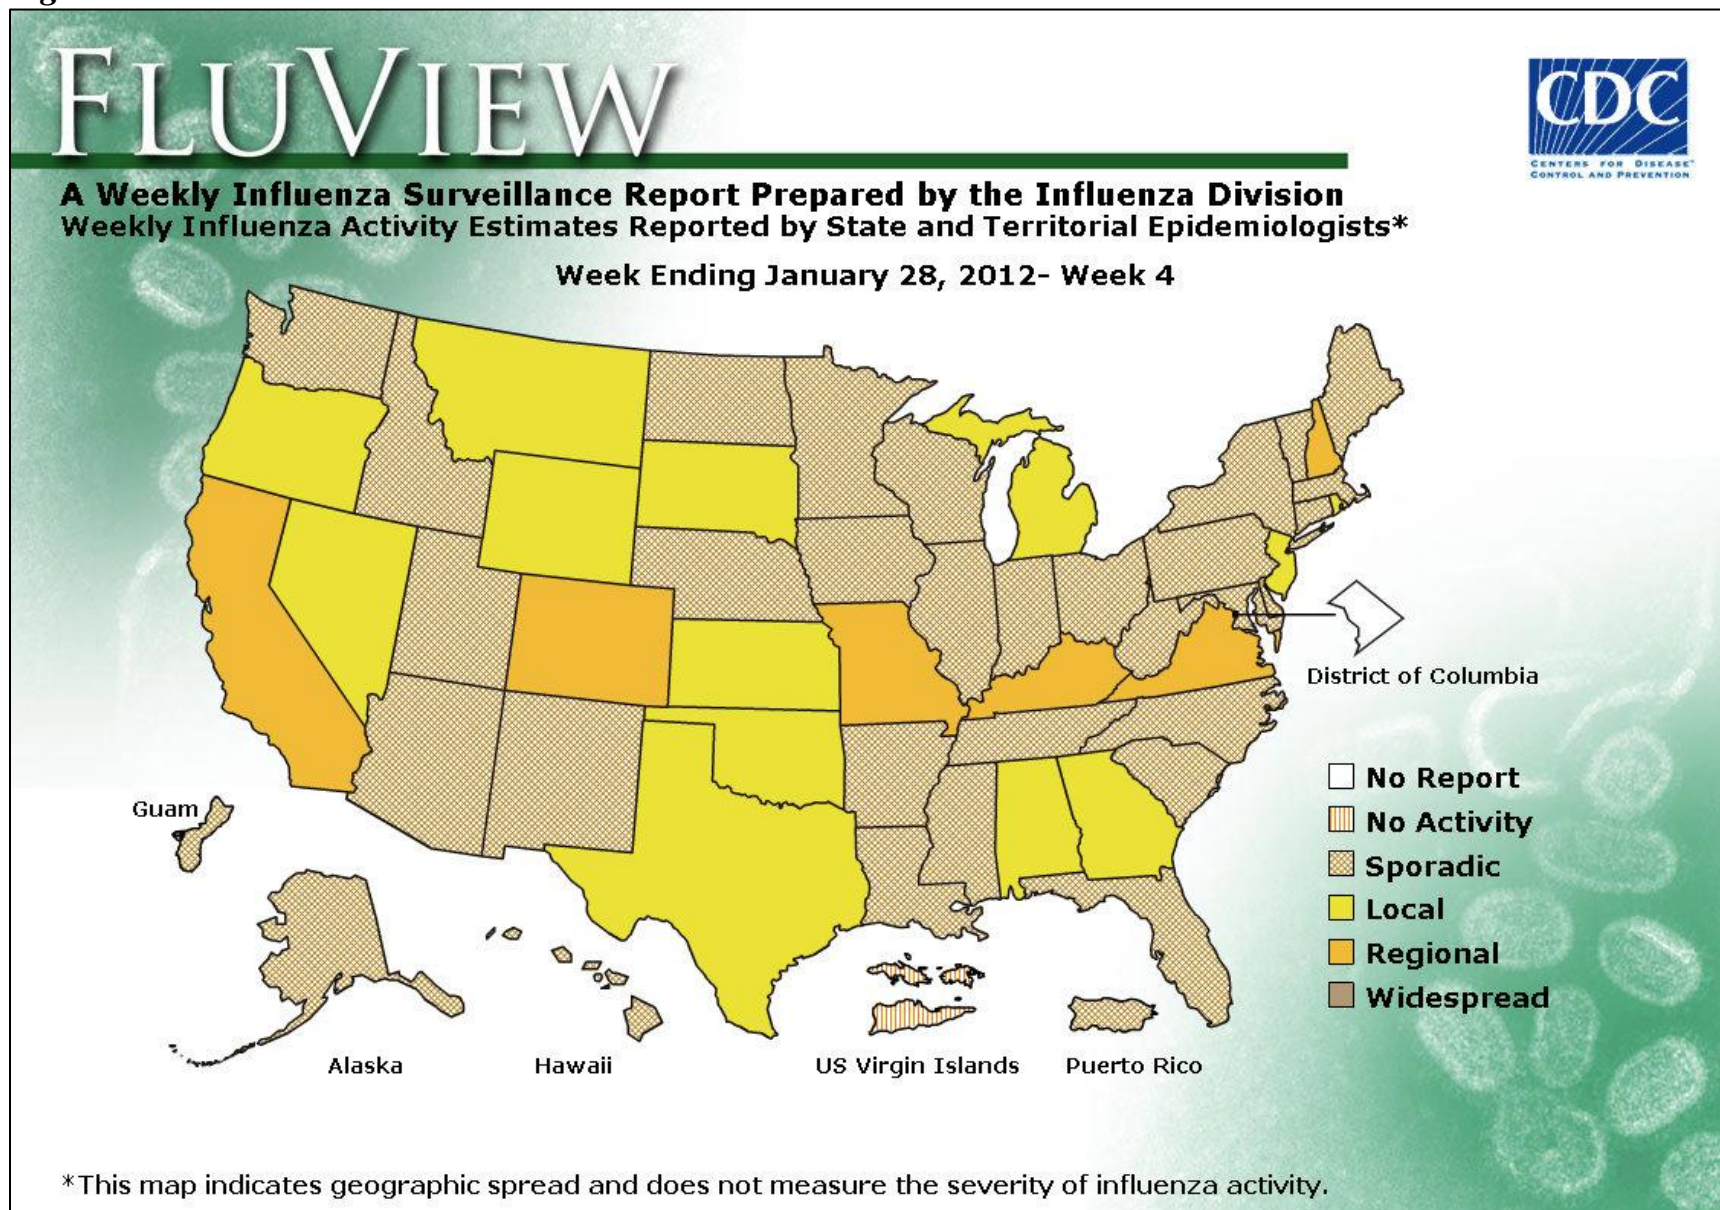 FLUVIEW
CDC
CENTERS FOR DISEASE™
CONTROL AND PREVENTION
A Weekly Influenza Surveillance Report Prepared by the Influenza Division
Weekly Influenza Activity Estimates Reported by State and Territorial Epidemiologists*
Week Ending January 28, 2012- Week 4
District of Columbia
No Report
No Activity
Sporadic
Local
Regional
Widespread
Guam
Alaska
Hawaii
US Virgin Islands
Puerto Rico
*This map indicates geographic spread and does not measure the severity of influenza activity.